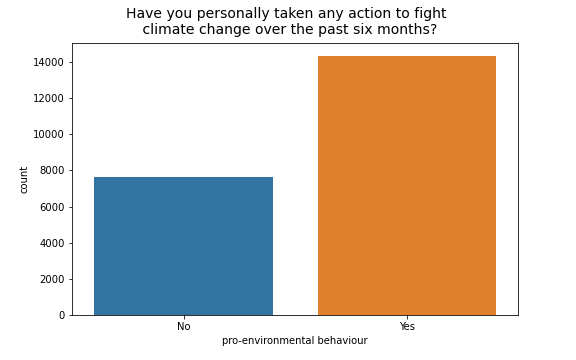 Have you personally taken any action to fight
climate change over the past six months?
14000
12000
10000
8000
6000
4000
2000
0
count
No Yes
pro-environmental behaviour